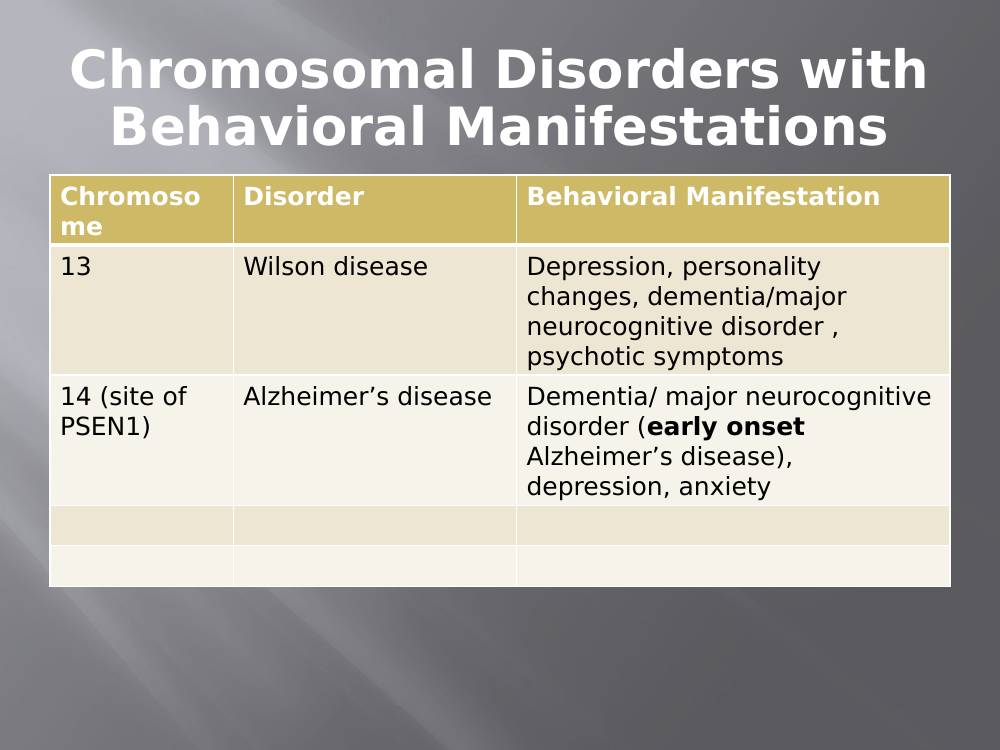 Chromosomal Disorders with
Behavioral Manifestations
Chromoso
me
Disorder
Behavioral Manifestation
13
Wilson disease
Depression, personality
changes, dementia/major
neurocognitive disorder ,
psychotic symptoms
14 (site of
PSEN1)
Alzheimer’s disease
Dementia/ major neurocognitive
disorder (early onset
Alzheimer’s disease),
depression, anxiety